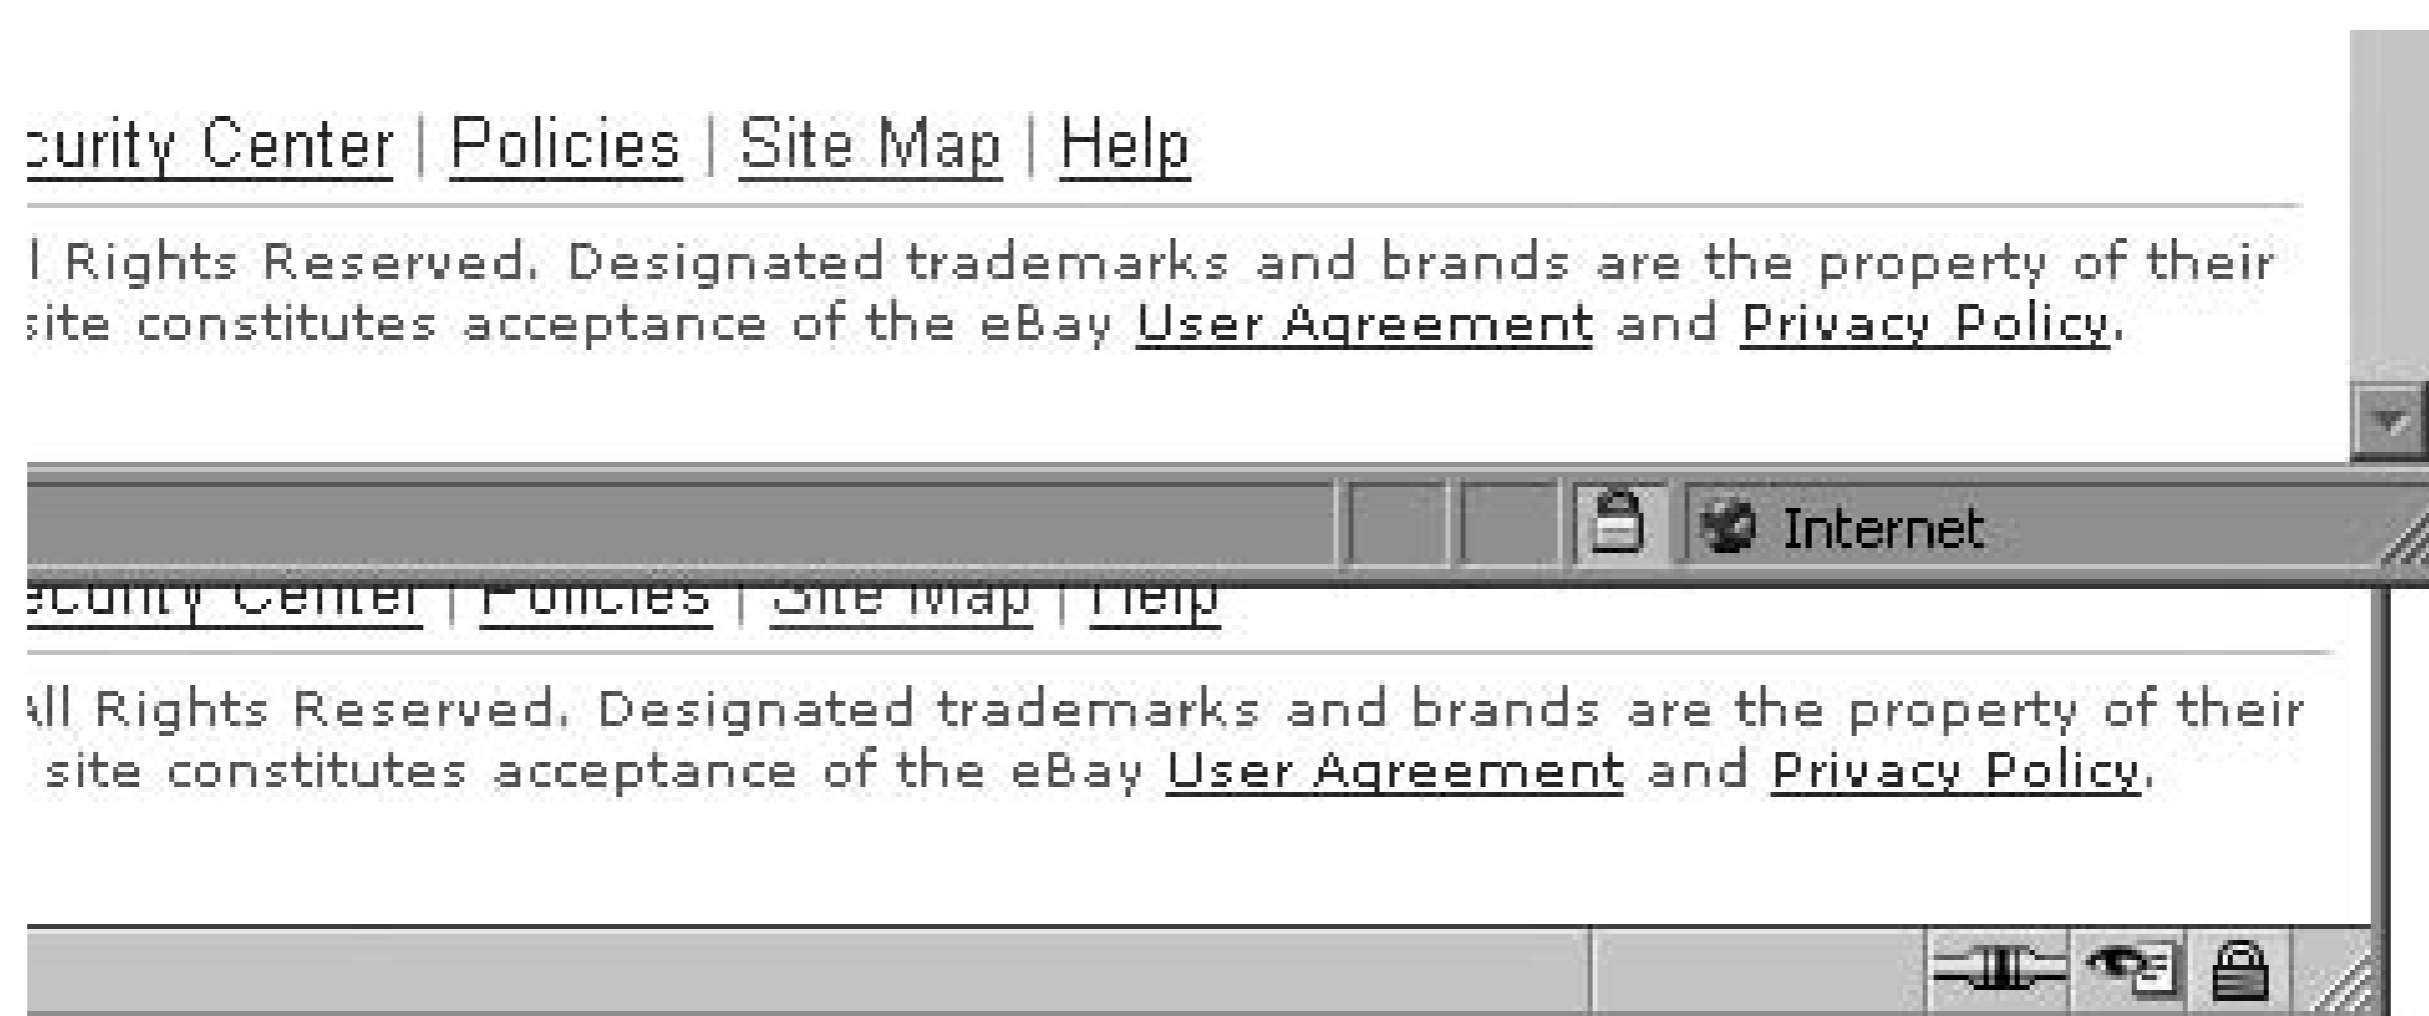 curity Center | Policies | Site Map | Help
l Rights Reserved. Designated trademarks and brands are the property of their
site constitutes acceptance of the eBay User Agreement and Privacy Policy.
Internet
ecurity Center | Policies | Site Map | Help
All Rights Reserved. Designated trademarks and brands are the property of their
site constitutes acceptance of the eBay User Agreement and Privacy Policy.